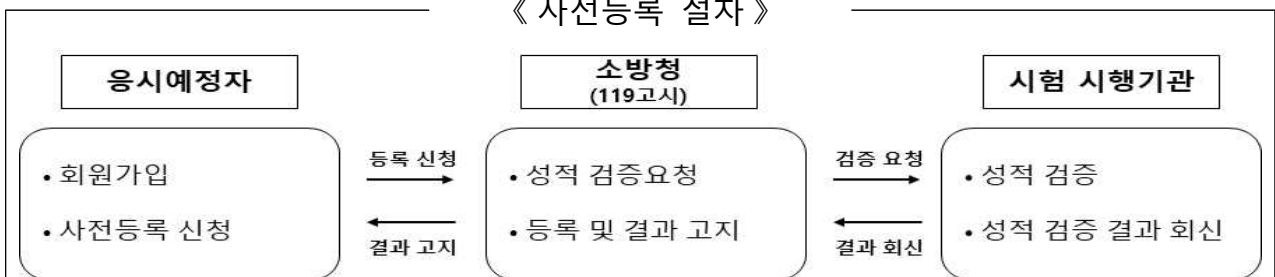 《 사전등록 절차 》
응시예정자
소방청
(119고시)
시험 시행기관
• 회원가입
• 사전등록 신청
등록 신청
결과 고지
• 성적 검증요청
• 등록 및 결과 고지
검증 요청
결과 회신
• 성적 검증
• 성적 검증 결과 회신